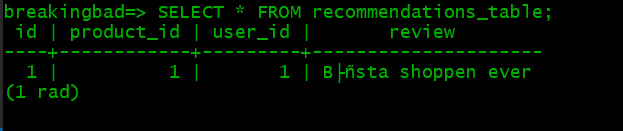 breakingbad=> SELECT * FROM recommendations_table;
 id | product_id | user_id |       review
----+------------+---------+---------------------
  1 |          1 |       1 | B├ñsta shoppen ever
(1 rad)